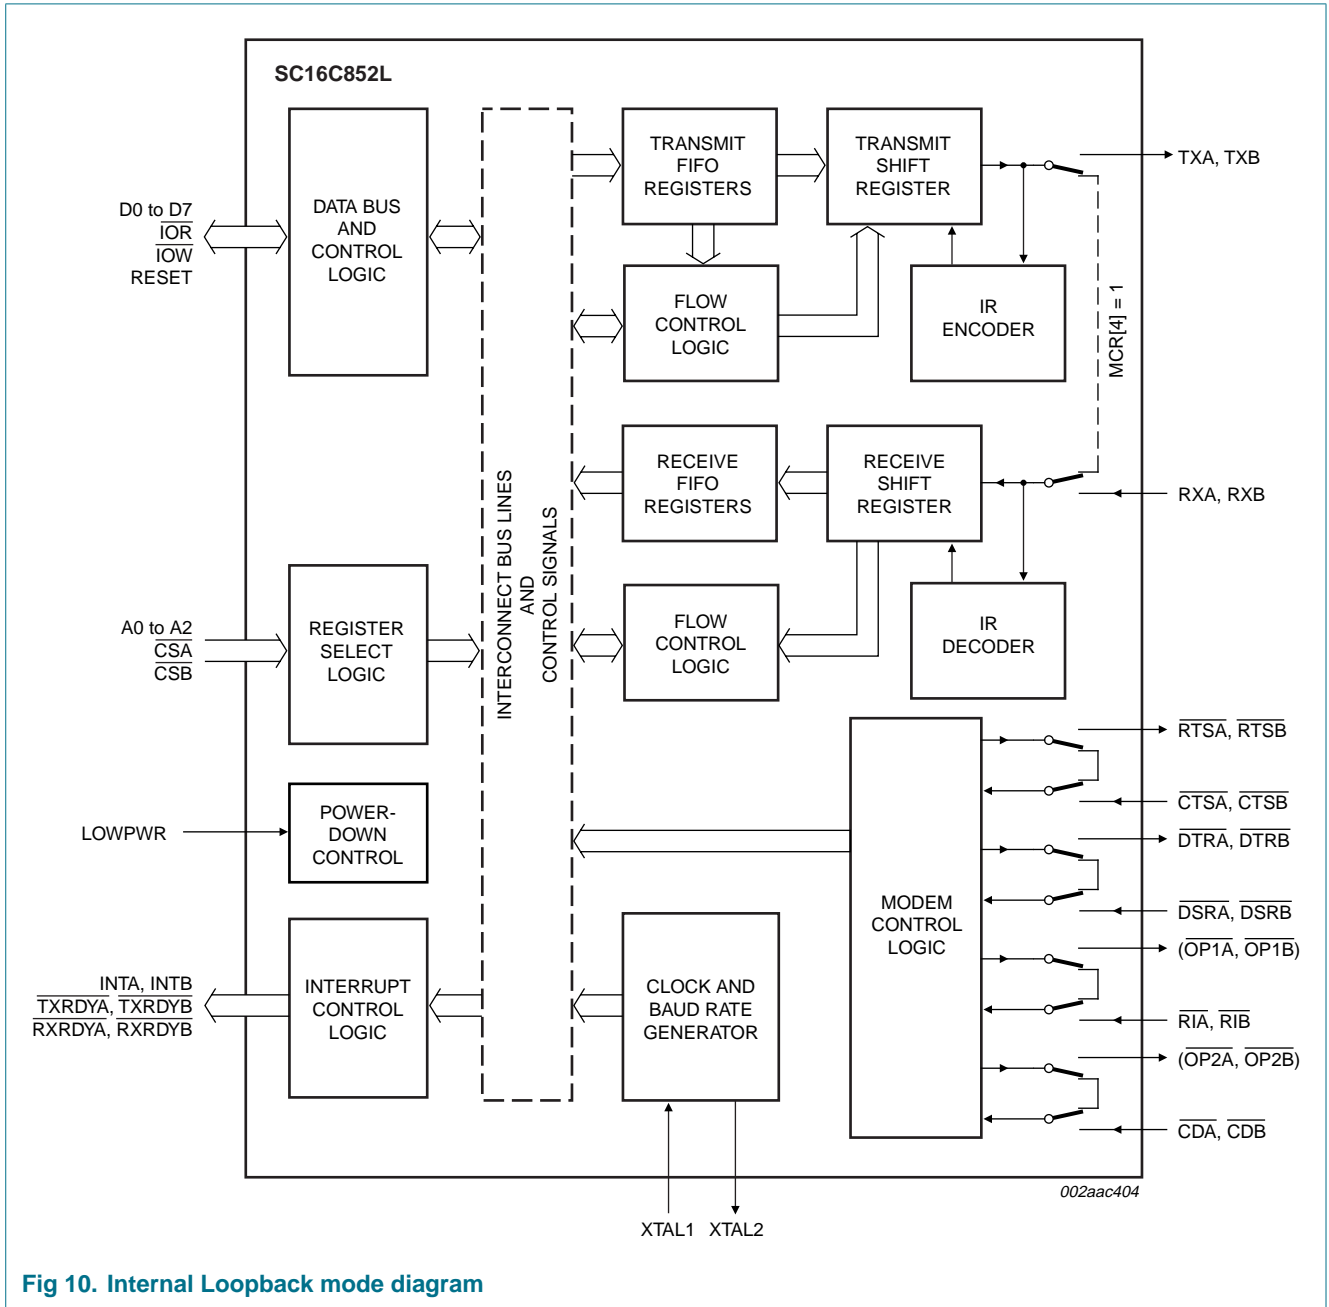 SC16C852L
TRANSMIT
FIFO
REGISTERS
TRANSMIT
SHIFT
REGISTER
TXA, TXB
D0 to D7
IOR
IOW
RESET
DATA BUS
AND
CONTROL
LOGIC
FLOW
CONTROL
LOGIC
IR
ENCODER
MCR[4] = 1
RECEIVE
FIFO
REGISTERS
RECEIVE
SHIFT
REGISTER
RXA, RXB
INTERCONNECT BUS LINES
AND
CONTROL SIGNALS
A0 to A2
CSA
CSB
REGISTER
SELECT
LOGIC
FLOW
CONTROL
LOGIC
IR
DECODER
RTSA, RTSB
CTSA, CTSB
LOWPWR
POWER-
DOWN
CONTROL
DTRA, DTRB
MODEM
CONTROL
LOGIC
DSRA, DSRB
(OP1A, OP1B)
INTA, INTB
TXRDYA, TXRDYB
RXRDYA, RXRDYB
INTERRUPT
CONTROL
LOGIC
CLOCK AND
BAUD RATE
GENERATOR
RIA, RIB
(OP2A, OP2B)
CDA, CDB
002aac404
XTAL1 XTAL2
Fig 10. Internal Loopback mode diagram